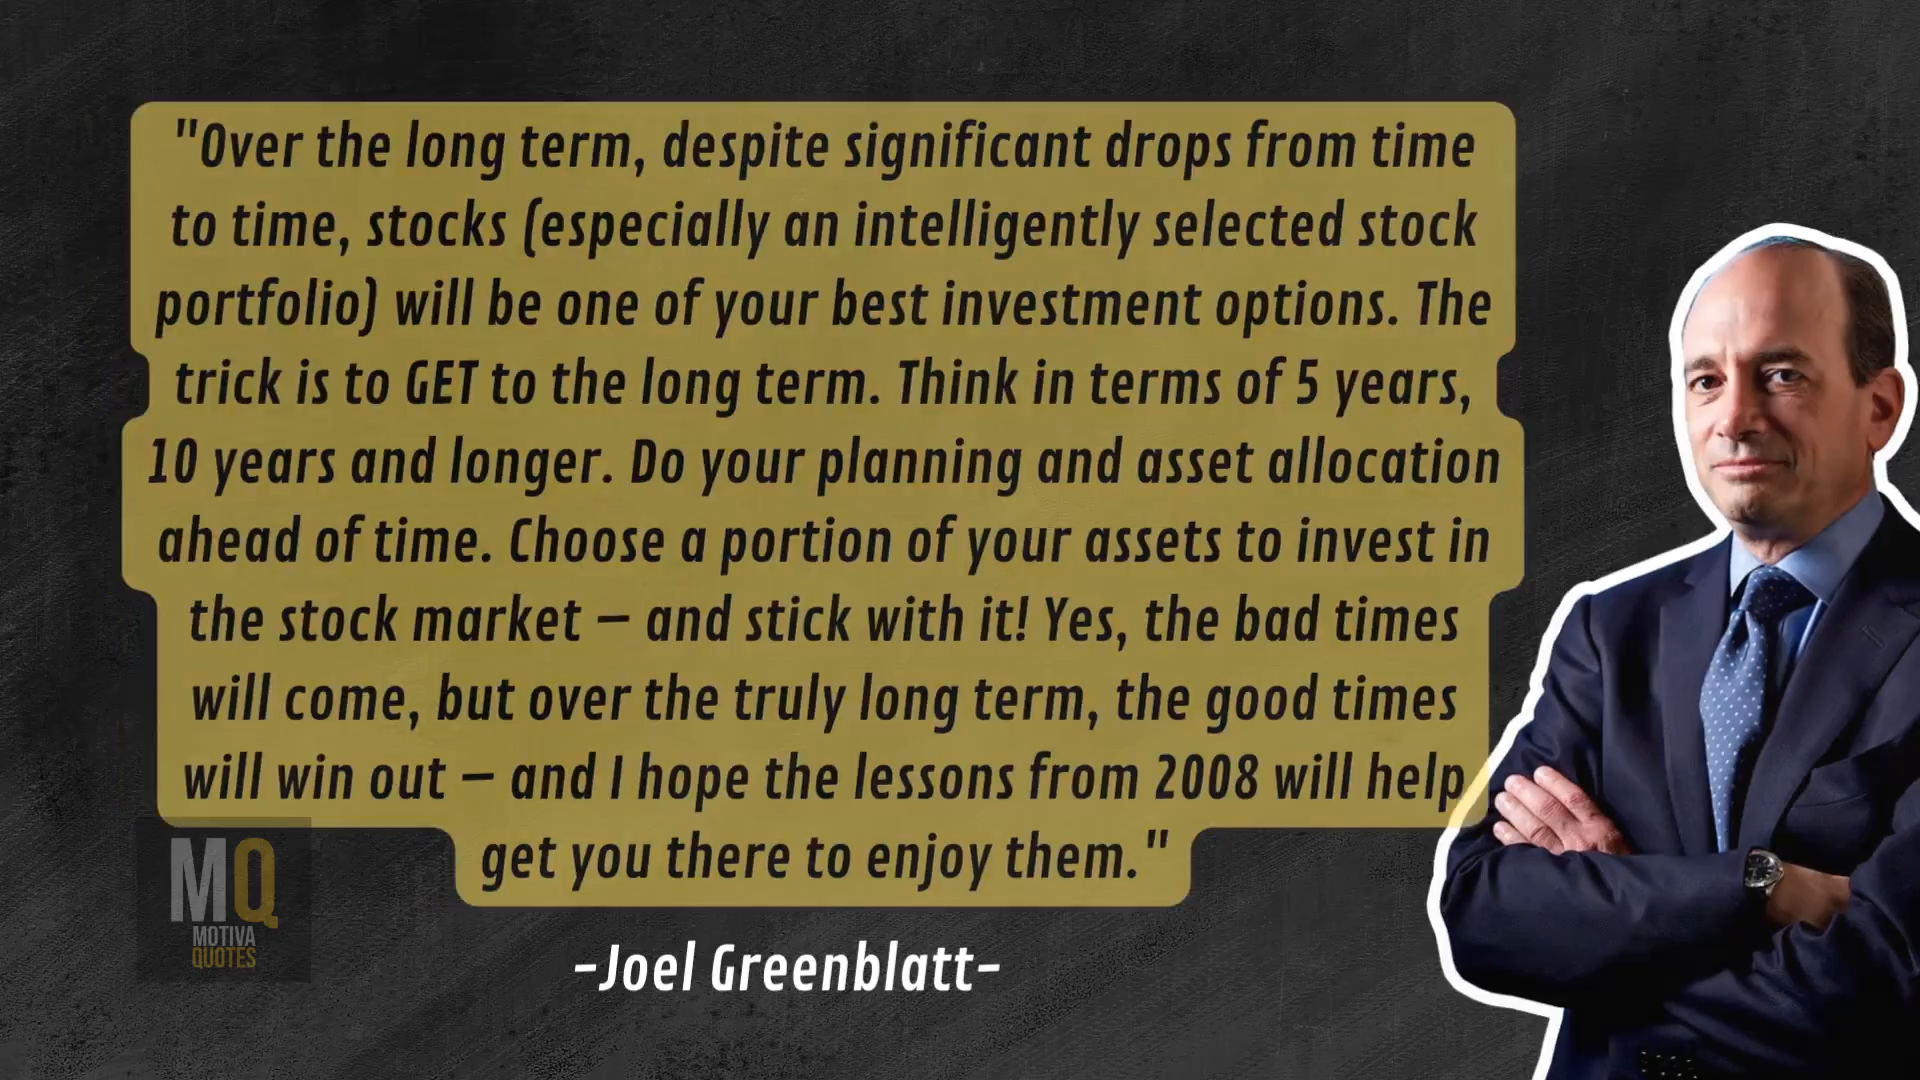 "Over the long term, despite significant drops from time
to time, stocks (especially an intelligently selected stock
portfolio) will be one of your best investment options. The
trick is to GET to the long term. Think in terms of 5 years,
10 years and longer. Do your planning and asset allocation
ahead of time. Choose a portion of your assets to invest in
the stock market – and stick with it! Yes, the bad times
will come, but over the truly long term, the good times
will win out – and I hope the lessons from 2008 will help
get you there to enjoy them."
-Joel Greenblatt-
MQ
MOTIVA
QUOTES